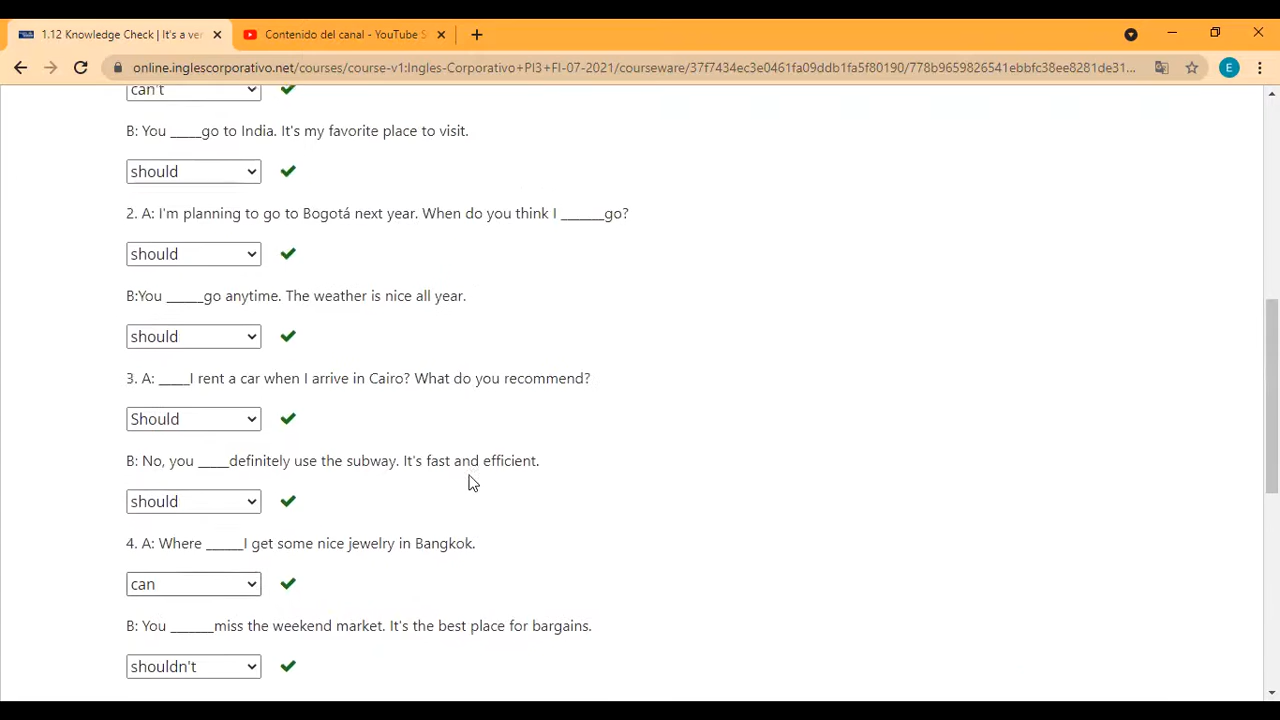 1.12 Knowledge Check | It's a ver
Contenido del canal - YouTube S
online.inglescorporativo.net/courses/course-v1:Ingles-Corporativo+PI3+FI-07-2021/courseware/37f7434ec3e0461fa09ddb1fa5f80190/778b9659826541ebbfc38ee8281de31...
E
can't
B: You _____go to India. It's my favorite place to visit.
should
2. A: I'm planning to go to Bogotá next year. When do you think I _______go?
should
B:You ______go anytime. The weather is nice all year.
should
3. A: _____I rent a car when I arrive in Cairo? What do you recommend?
Should
B: No, you _____definitely use the subway. It's fast and efficient.
should
4. A: Where ______I get some nice jewelry in Bangkok.
can
B: You _______miss the weekend market. It's the best place for bargains.
shouldn't